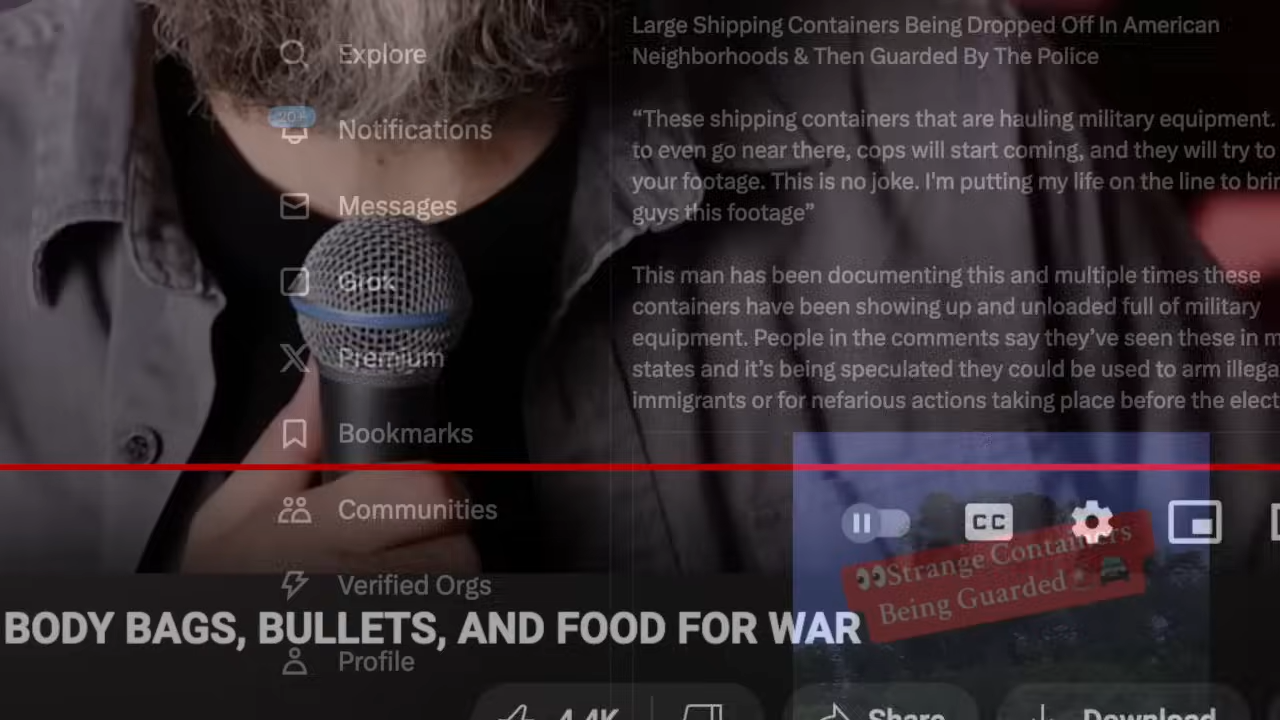 Explore
Notifications
20+
Messages
Grok
Premium
Bookmarks
Communities
Verified Orgs
Profile
Large Shipping Containers Being Dropped Off In American
Neighborhoods & Then Guarded By The Police
“These shipping containers that are hauling military equipment.
to even go near there, cops will start coming, and they will try to
your footage. This is no joke. I'm putting my life on the line to
guys this footage”
This man has been documenting this and multiple times these
containers have been showing up and unloaded full of military
equipment. People in the comments say they’ve seen these in
states and it’s being speculated they could be used to arm
immigrants or for nefarious actions taking place before the
CC
👀Strange Containers
Being Guarded
BODY BAGS, BULLETS, AND FOOD FOR WAR
4.4K
Share
Download